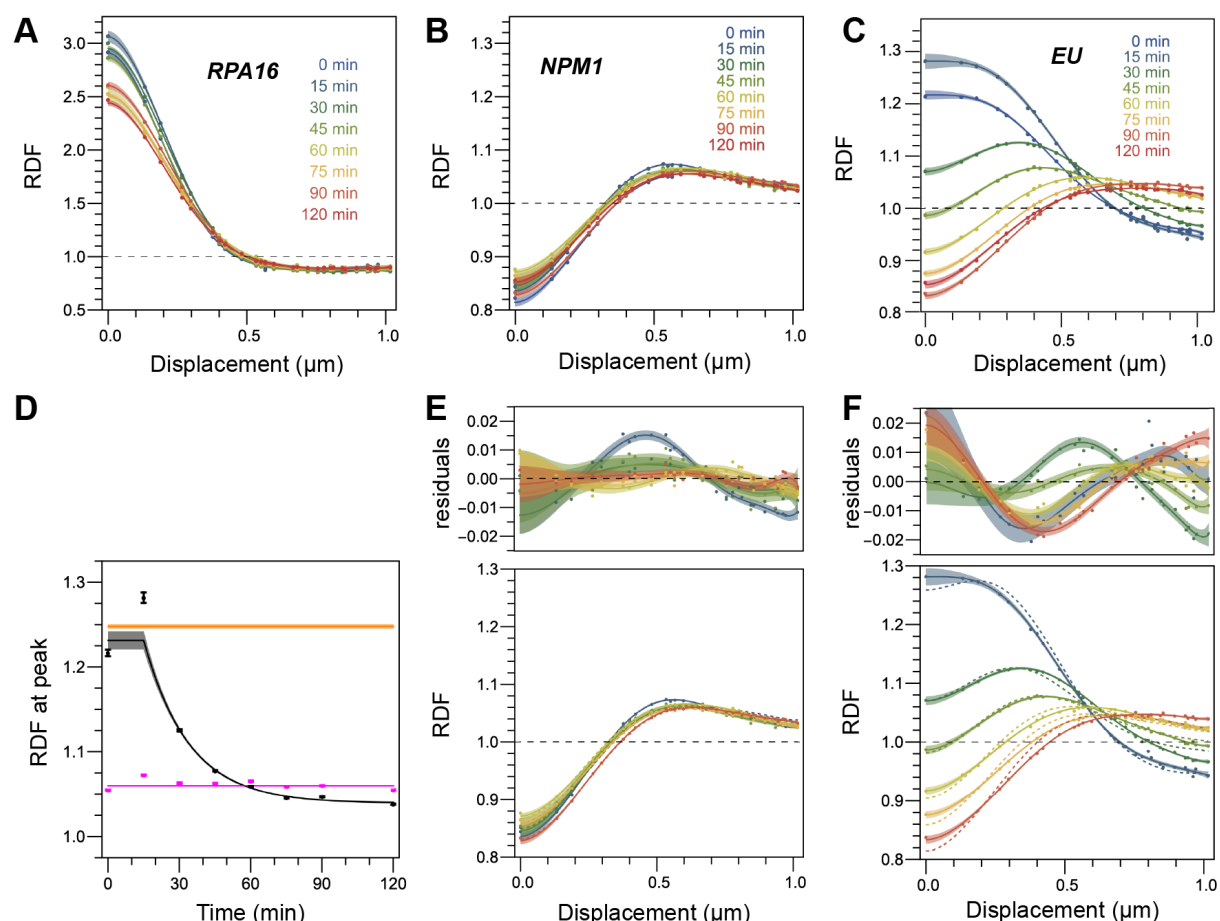 A
RPA16
0 min
15 min
30 min
45 min
60 min
75 min
90 min
120 min
RDF
3.0
2.5
2.0
1.5
1.0
0.5
0.0
0.5
1.0
Displacement (µm)
B
NPM1
0 min
15 min
30 min
45 min
60 min
75 min
90 min
120 min
RDF
1.3
1.2
1.1
1.0
0.9
0.8
0.0
0.5
1.0
Displacement (µm)
C
EU
0 min
15 min
30 min
45 min
60 min
75 min
90 min
120 min
RDF
1.3
1.2
1.1
1.0
0.9
0.8
0.0
0.5
1.0
Displacement (µm)
D
RDF at peak
1.3
1.2
1.1
1.0
0
30
60
90
120
Time (min)
E
residuals
0.02
0.01
0.00
−0.01
−0.02
RDF
1.3
1.2
1.1
1.0
0.9
0.8
0.0
0.5
1.0
Displacement (µm)
F
residuals
0.02
0.01
0.00
−0.01
−0.02
RDF
1.3
1.2
1.1
1.0
0.9
0.8
0.0
0.5
1.0
Displacement (µm)